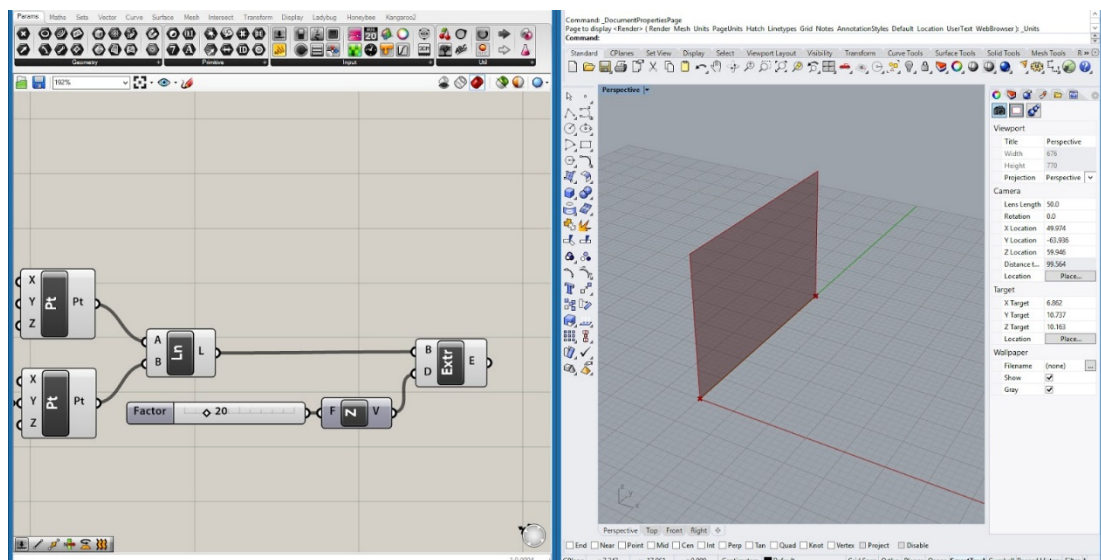 Params Maths Sets Vector Curve Surface Mesh Intersect Transform Display Ladybug Honeybee Kangaroo2
Geometry Primitive Input Util
192%
X
Y
Z
Pt
Pt
X
Y
Z
Pt
Pt
A
B
Ln
L
Factor
20
F
Z
V
B
D
Extr
E
Command: _DocumentPropertiesPage
Page to display <Render> ( Render Mesh Units PageUnits Hatch Linetypes Grid Notes AnnotationStyles Default Location UserText WebBrowser ): _Units
Command:
Standard CPlanes Set View Display Select Viewport Layout Visibility Transform Curve Tools Surface Tools Solid Tools Mesh Tools R
Perspective
z
y
x
Perspective Top Front Right
End Near Point Mid Cen Int Perp Tan Quad Knot Vertex Project Disable
Viewport
Title Perspective
Width 676
Height 770
Projection Perspective
Camera
Lens Length 50.0
Rotation 0.0
X Location 49.974
Y Location -63.936
Z Location 59.946
Distance t... 99.564
Location Place...
Target
X Target 6.862
Y Target 10.737
Z Target 10.163
Location Place...
Wallpaper
Filename (none) ...
Show
Gray